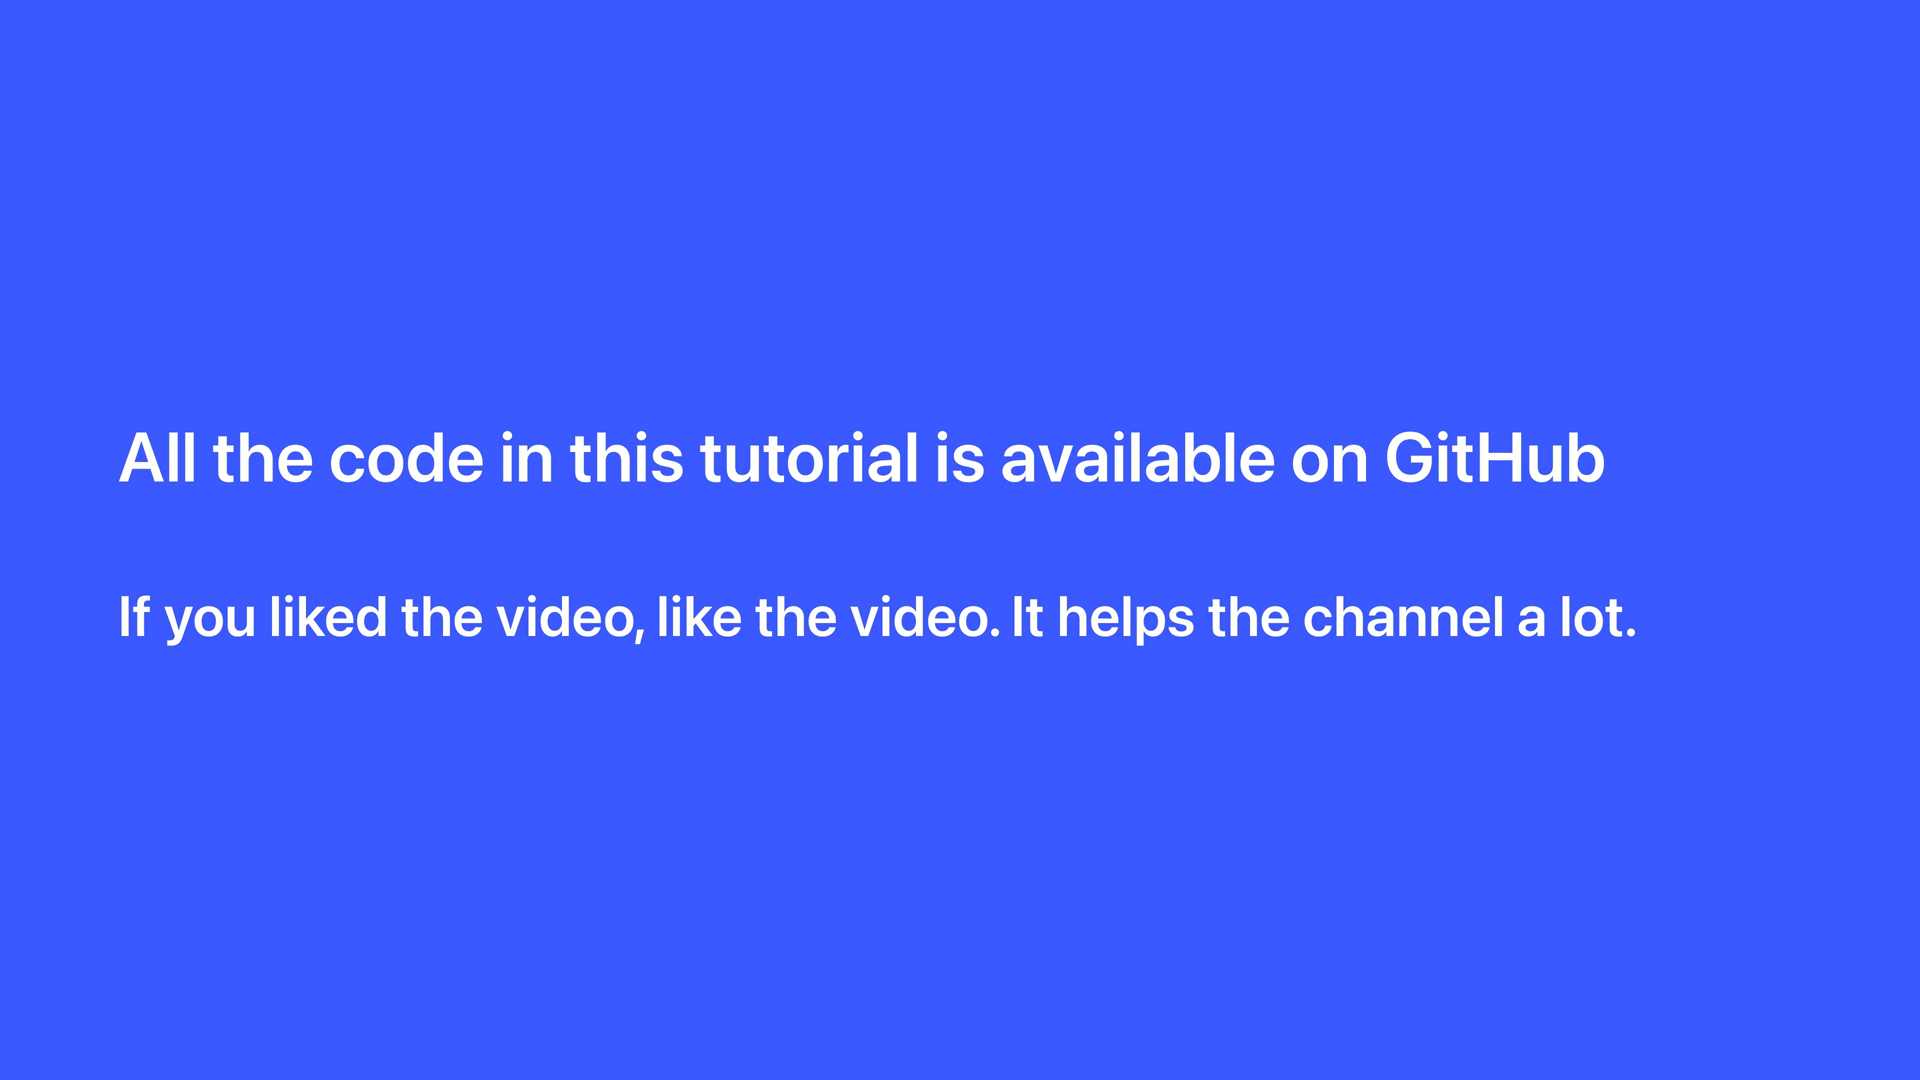 All the code in this tutorial is available on GitHub
If you liked the video, like the video. It helps the channel a lot.